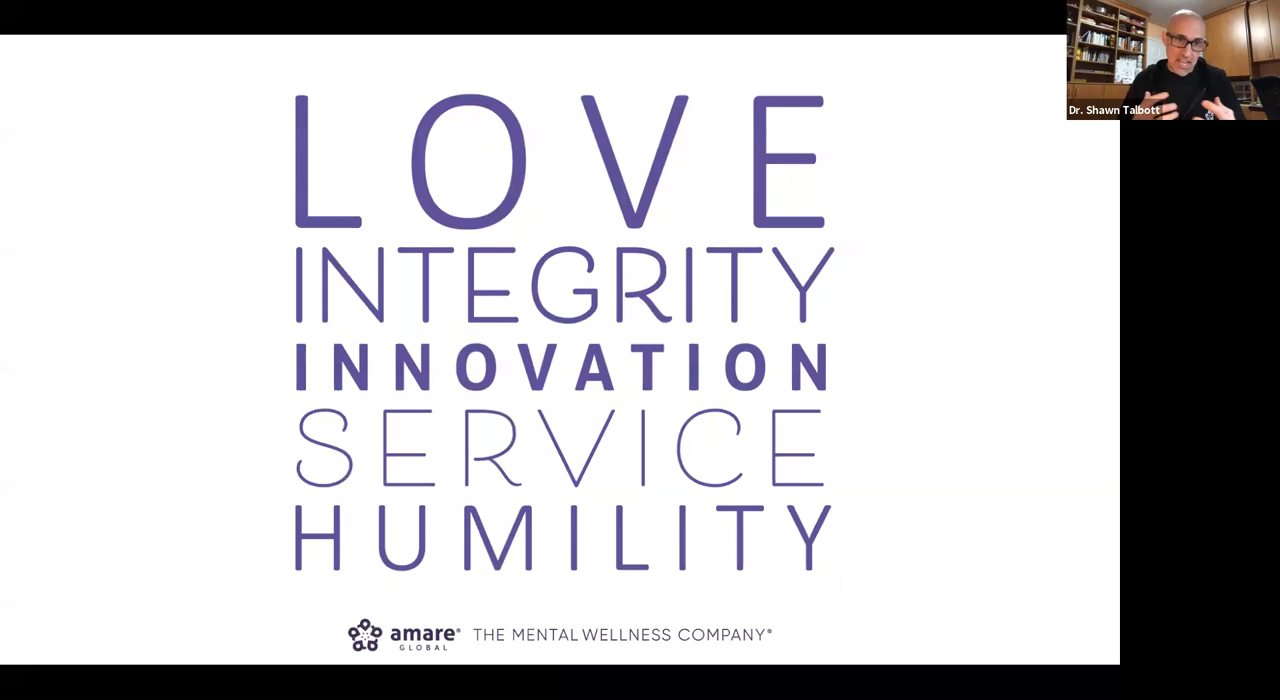 Dr. Shawn Talbott
LOVE
INTEGRITY
INNOVATION
SERVICE
HUMILITY
amare® THE MENTAL WELLNESS COMPANY®
GLOBAL